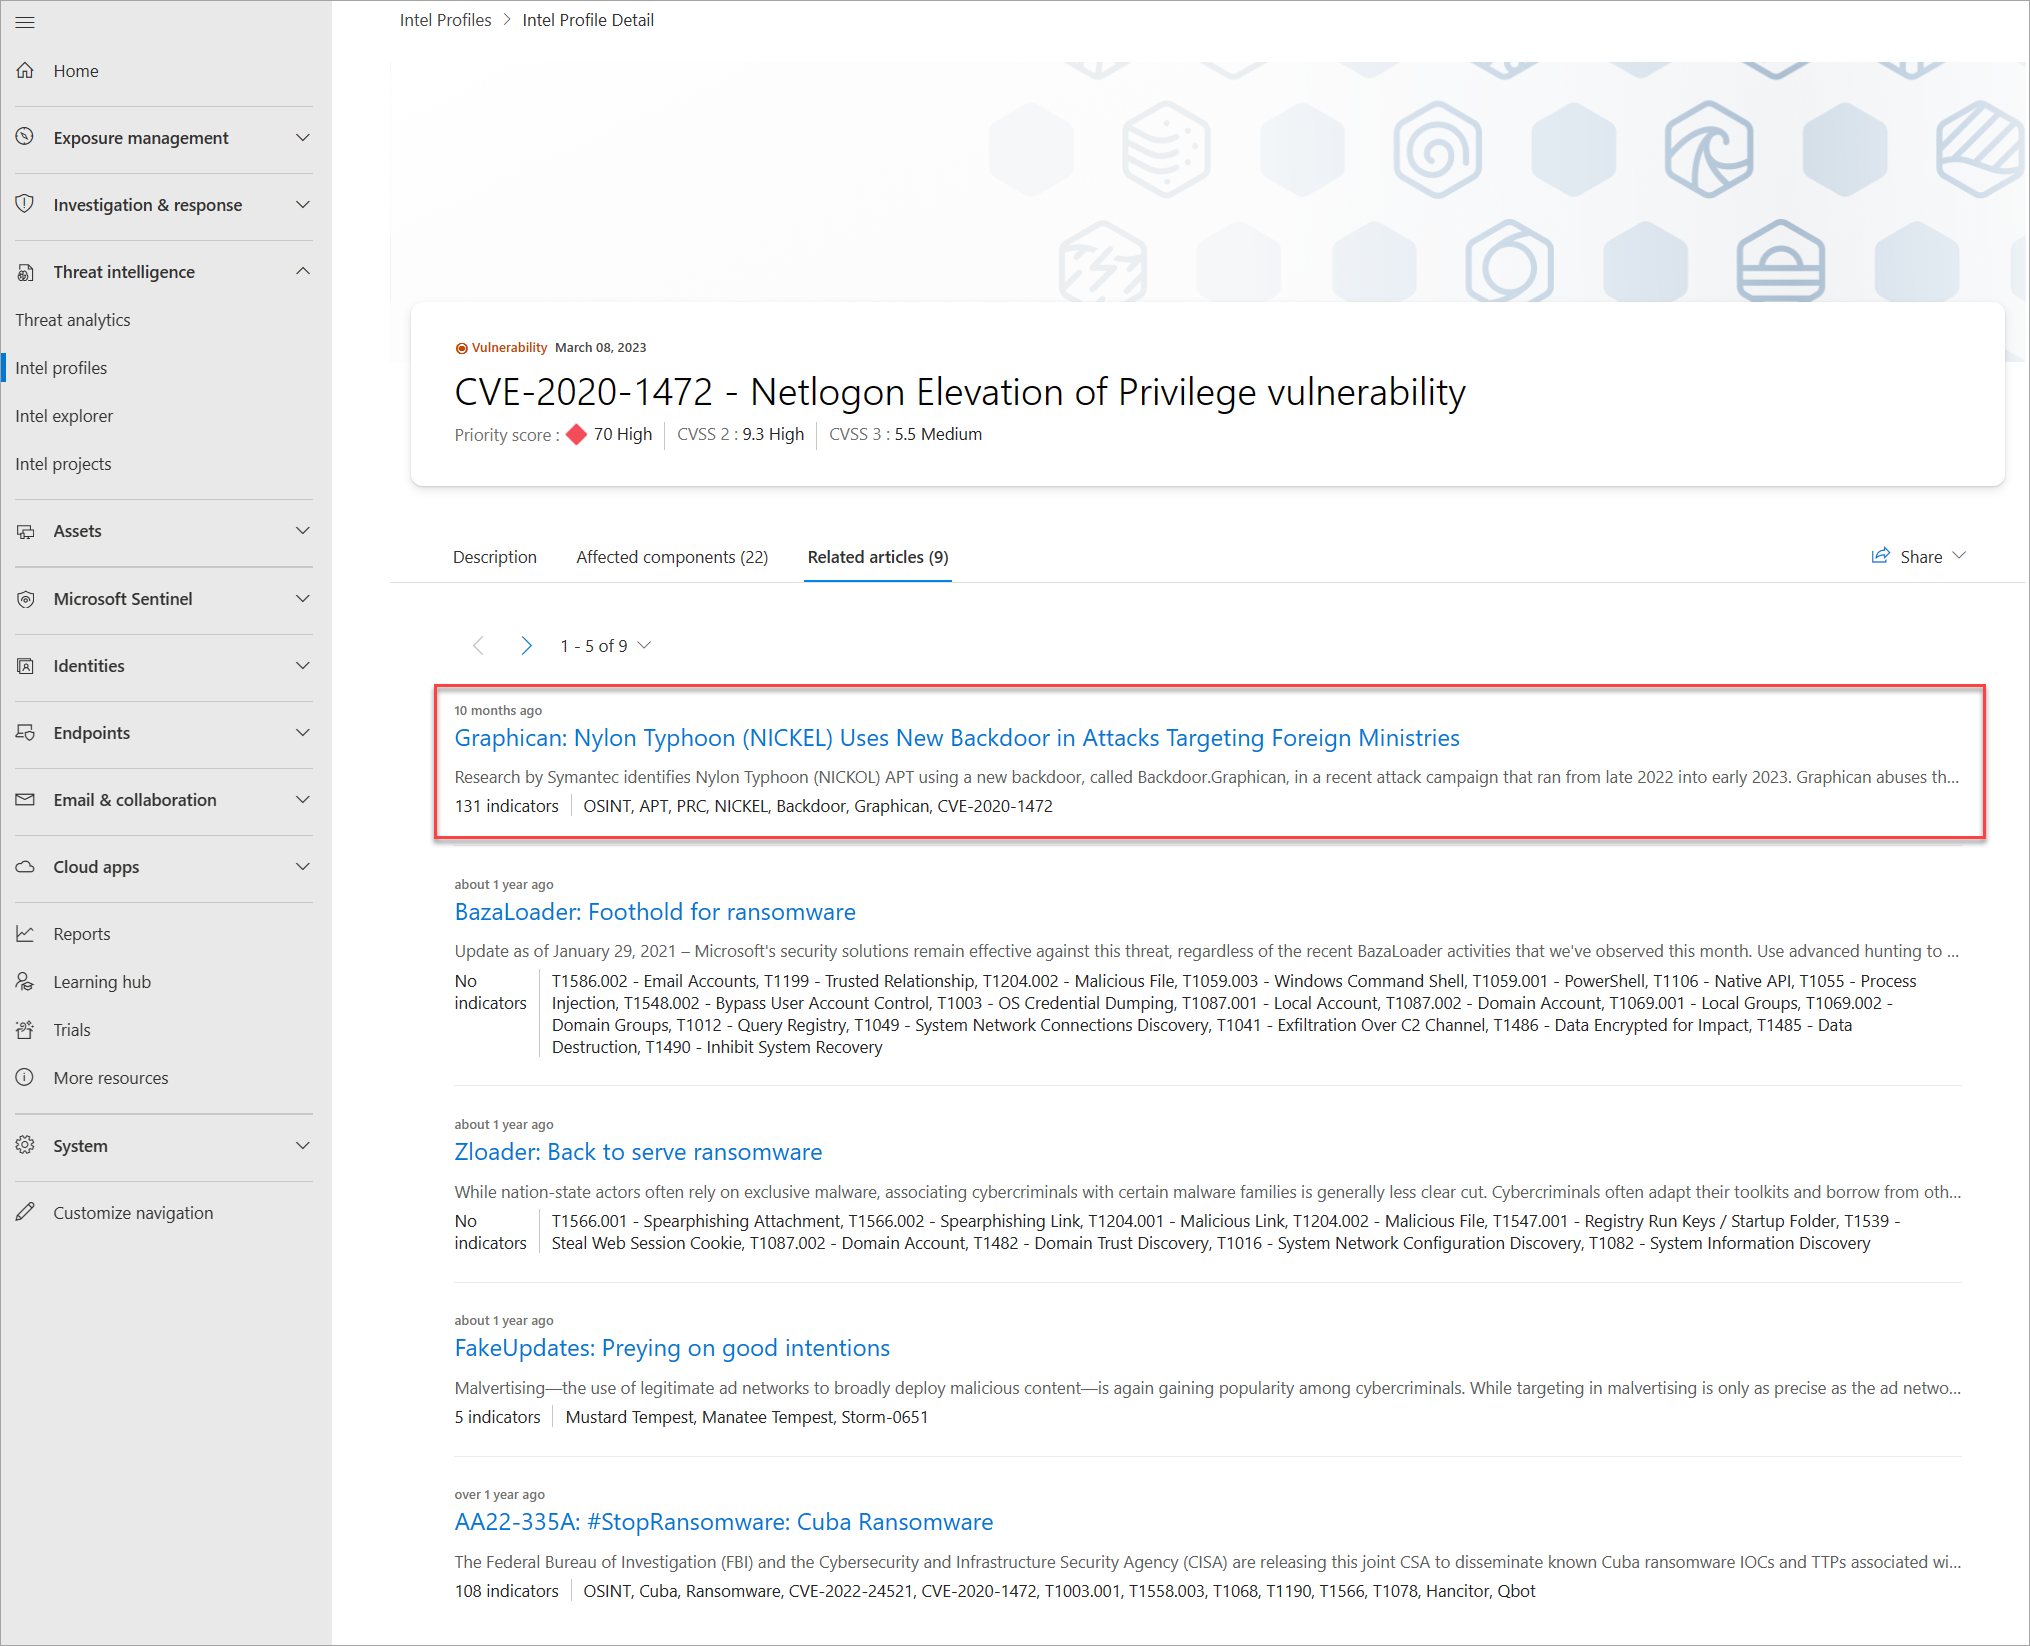 Home
Exposure management
Investigation & response
Threat intelligence
Threat analytics
Intel profiles
Intel explorer
Intel projects
Assets
Microsoft Sentinel
Identities
Endpoints
Email & collaboration
Cloud apps
Reports
Learning hub
Trials
More resources
System
Customize navigation
Intel Profiles > Intel Profile Detail
Vulnerability March 08, 2023
CVE-2020-1472 - Netlogon Elevation of Privilege vulnerability
Priority score : 70 High | CVSS 2 : 9.3 High | CVSS 3 : 5.5 Medium
Description Affected components (22) Related articles (9) Share
1 - 5 of 9
10 months ago
Graphican: Nylon Typhoon (NICKEL) Uses New Backdoor in Attacks Targeting Foreign Ministries
Research by Symantec identifies Nylon Typhoon (NICKOL) APT using a new backdoor, called Backdoor.Graphican, in a recent attack campaign that ran from late 2022 into early 2023. Graphican abuses th...
131 indicators | OSINT, APT, PRC, NICKEL, Backdoor, Graphican, CVE-2020-1472
about 1 year ago
BazaLoader: Foothold for ransomware
Update as of January 29, 2021 – Microsoft's security solutions remain effective against this threat, regardless of the recent BazaLoader activities that we've observed this month. Use advanced hunting to ...
No indicators
T1586.002 - Email Accounts, T1199 - Trusted Relationship, T1204.002 - Malicious File, T1059.003 - Windows Command Shell, T1059.001 - PowerShell, T1106 - Native API, T1055 - Process
Injection, T1548.002 - Bypass User Account Control, T1003 - OS Credential Dumping, T1087.001 - Local Account, T1087.002 - Domain Account, T1069.001 - Local Groups, T1069.002 -
Domain Groups, T1012 - Query Registry, T1049 - System Network Connections Discovery, T1041 - Exfiltration Over C2 Channel, T1486 - Data Encrypted for Impact, T1485 - Data
Destruction, T1490 - Inhibit System Recovery
about 1 year ago
Zloader: Back to serve ransomware
While nation-state actors often rely on exclusive malware, associating cybercriminals with certain malware families is generally less clear cut. Cybercriminals often adapt their toolkits and borrow from oth...
No indicators
T1566.001 - Spearphishing Attachment, T1566.002 - Spearphishing Link, T1204.001 - Malicious Link, T1204.002 - Malicious File, T1547.001 - Registry Run Keys / Startup Folder, T1539 -
Steal Web Session Cookie, T1087.002 - Domain Account, T1482 - Domain Trust Discovery, T1016 - System Network Configuration Discovery, T1082 - System Information Discovery
about 1 year ago
FakeUpdates: Preying on good intentions
Malvertising—the use of legitimate ad networks to broadly deploy malicious content—is again gaining popularity among cybercriminals. While targeting in malvertising is only as precise as the ad netwo...
5 indicators | Mustard Tempest, Manatee Tempest, Storm-0651
over 1 year ago
AA22-335A: #StopRansomware: Cuba Ransomware
The Federal Bureau of Investigation (FBI) and the Cybersecurity and Infrastructure Security Agency (CISA) are releasing this joint CSA to disseminate known Cuba ransomware IOCs and TTPs associated wi...
108 indicators | OSINT, Cuba, Ransomware, CVE-2022-24521, CVE-2020-1472, T1003.001, T1558.003, T1068, T1190, T1566, T1078, Hancitor, Qbot